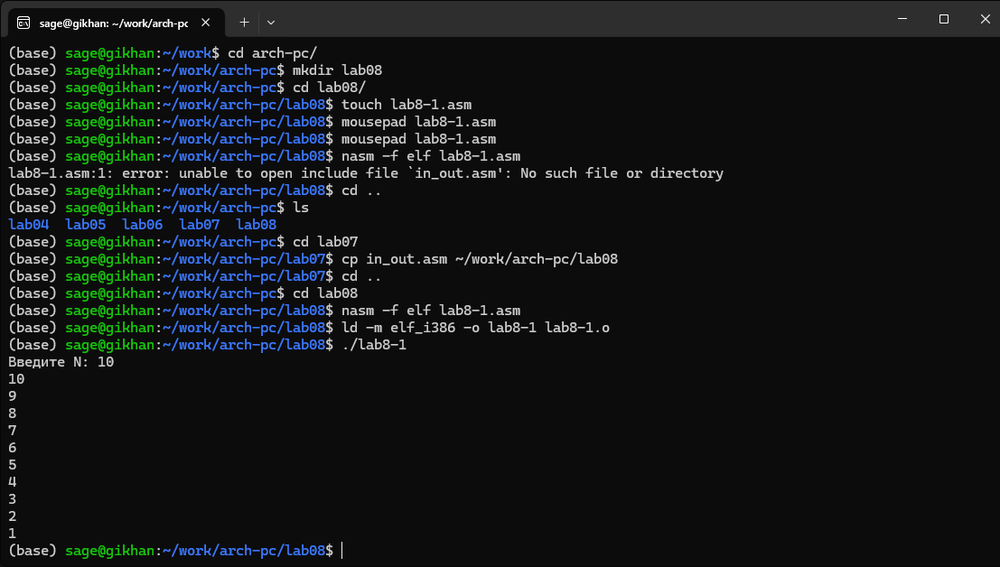 sage@gikhan: ~/work/arch-pc
(base) sage@gikhan:~/work$ cd arch-pc/
(base) sage@gikhan:~/work/arch-pc$ mkdir lab08
(base) sage@gikhan:~/work/arch-pc$ cd lab08/
(base) sage@gikhan:~/work/arch-pc/lab08$ touch lab8-1.asm
(base) sage@gikhan:~/work/arch-pc/lab08$ mousepad lab8-1.asm
(base) sage@gikhan:~/work/arch-pc/lab08$ mousepad lab8-1.asm
(base) sage@gikhan:~/work/arch-pc/lab08$ nasm -f elf lab8-1.asm
lab8-1.asm:1: error: unable to open include file `in_out.asm': No such file or directory
(base) sage@gikhan:~/work/arch-pc/lab08$ cd ..
(base) sage@gikhan:~/work/arch-pc$ ls
lab04  lab05  lab06  lab07  lab08
(base) sage@gikhan:~/work/arch-pc$ cd lab07
(base) sage@gikhan:~/work/arch-pc/lab07$ cp in_out.asm ~/work/arch-pc/lab08
(base) sage@gikhan:~/work/arch-pc/lab07$ cd ..
(base) sage@gikhan:~/work/arch-pc$ cd lab08
(base) sage@gikhan:~/work/arch-pc/lab08$ nasm -f elf lab8-1.asm
(base) sage@gikhan:~/work/arch-pc/lab08$ ld -m elf_i386 -o lab8-1 lab8-1.o
(base) sage@gikhan:~/work/arch-pc/lab08$ ./lab8-1
Введите N: 10
10
9
8
7
6
5
4
3
2
1
(base) sage@gikhan:~/work/arch-pc/lab08$